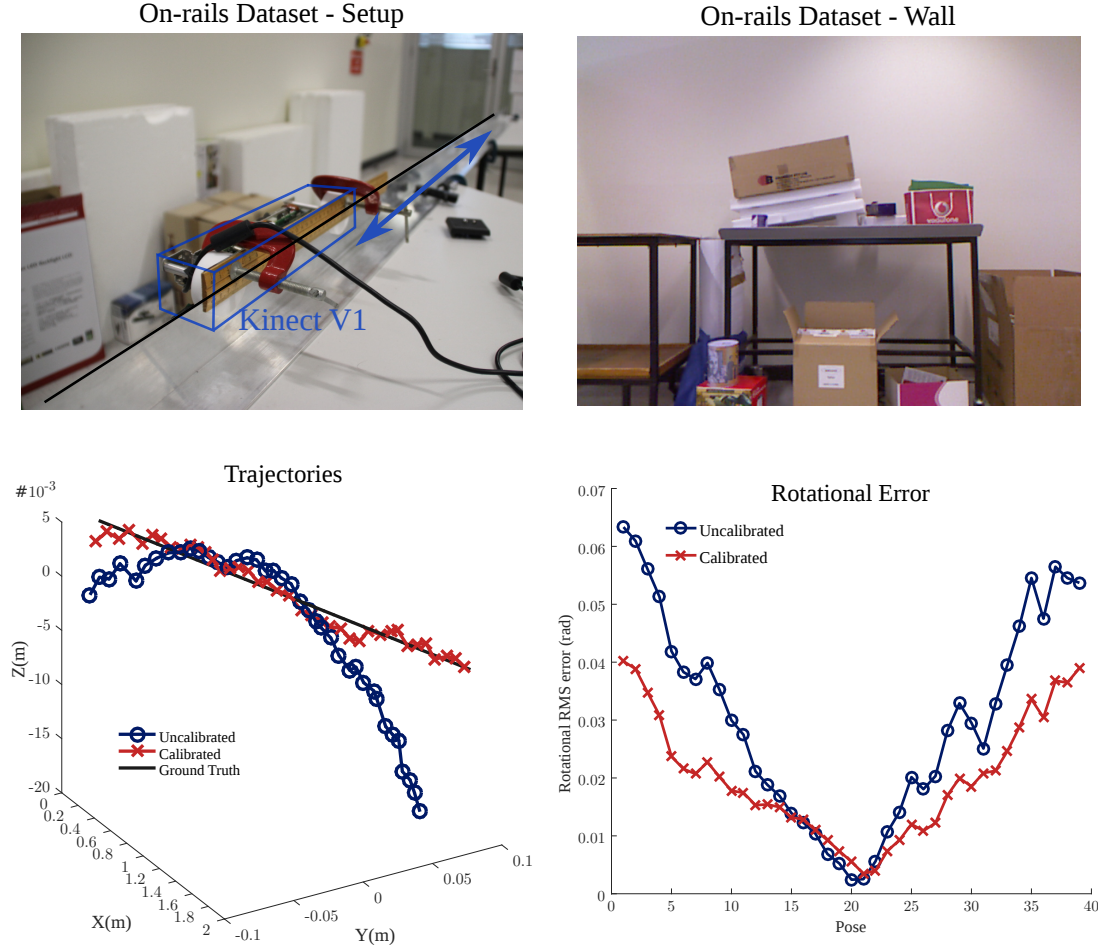 On-rails Dataset - Setup
On-rails Dataset - Wall
Kinect V1
vodafone
Trajectories
#10-3
5
0
-5
-10
-15
-20
Z(m)
Uncalibrated
Calibrated
Ground Truth
0
0.2
0.4
0.6
0.8
1
1.2
1.4
1.6
1.8
2
X(m)
-0.1
-0.05
0
0.05
0.1
Y(m)
Rotational Error
0.07
0.06
0.05
0.04
0.03
0.02
0.01
0
Rotational RMS error (rad)
Uncalibrated
Calibrated
0
5
10
15
20
25
30
35
40
Pose